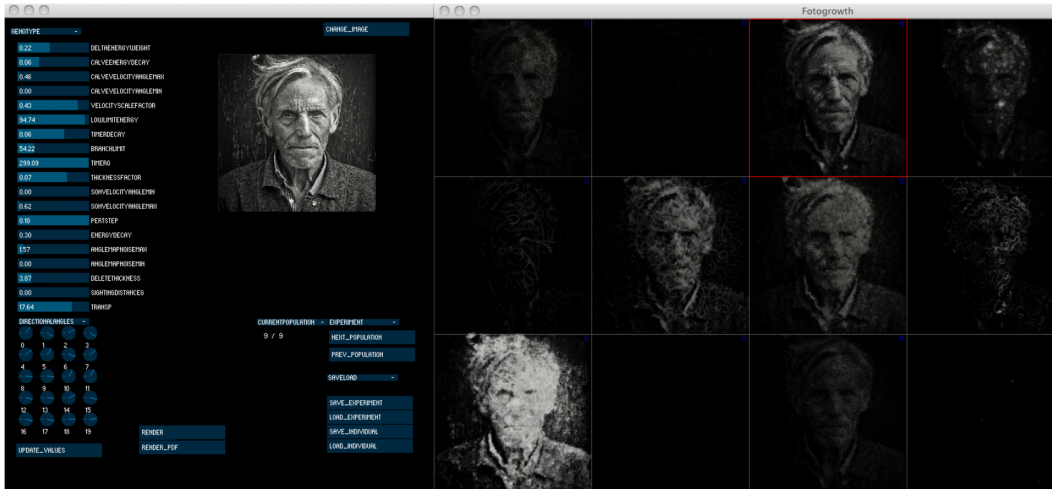 Fotogrowth
GENOTYPE -
CHANGE_IMAGE
0.22 DELTAENERGYWEIGHT
0.06 CALVEENERGYDECAY
0.46 CALVEVELOCITYANGLEMAX
0.00 CALVEVELOCITYANGLEMIN
0.43 VELOCITYSCALEFACTOR
94.74 LOWLIMITENERGY
0.06 TIMERDECAY
54.22 BRANCHLIMIT
299.09 TIMERG
0.07 THICKNESSFACTOR
0.00 SONVELOCITYANGLEMIN
0.62 SONVELOCITYANGLEMAX
0.10 PERTSTEP
0.30 ENERGYDECAY
1.57 ANGLEMAPNOISEMAX
0.00 ANGLEMAPNOISEMIN
3.87 DELETETHICKNESS
0.00 SIGHTINGDISTANCEG
17.64 TRANSP
DIRECTIONALANGLES -
0 1 2 3
4 5 6 7
8 9 10 11
12 13 14 15
16 17 18 19
UPDATE_VALUES
RENDER
RENDER_PDF
CURRENTPOPULATION -
9 / 9
EXPERIMENT -
NEXT_POPULATION
PREV_POPULATION
SAVELOAD -
SAVE_EXPERIMENT
LOAD_EXPERIMENT
SAVE_INDIVIDUAL
LOAD_INDIVIDUAL